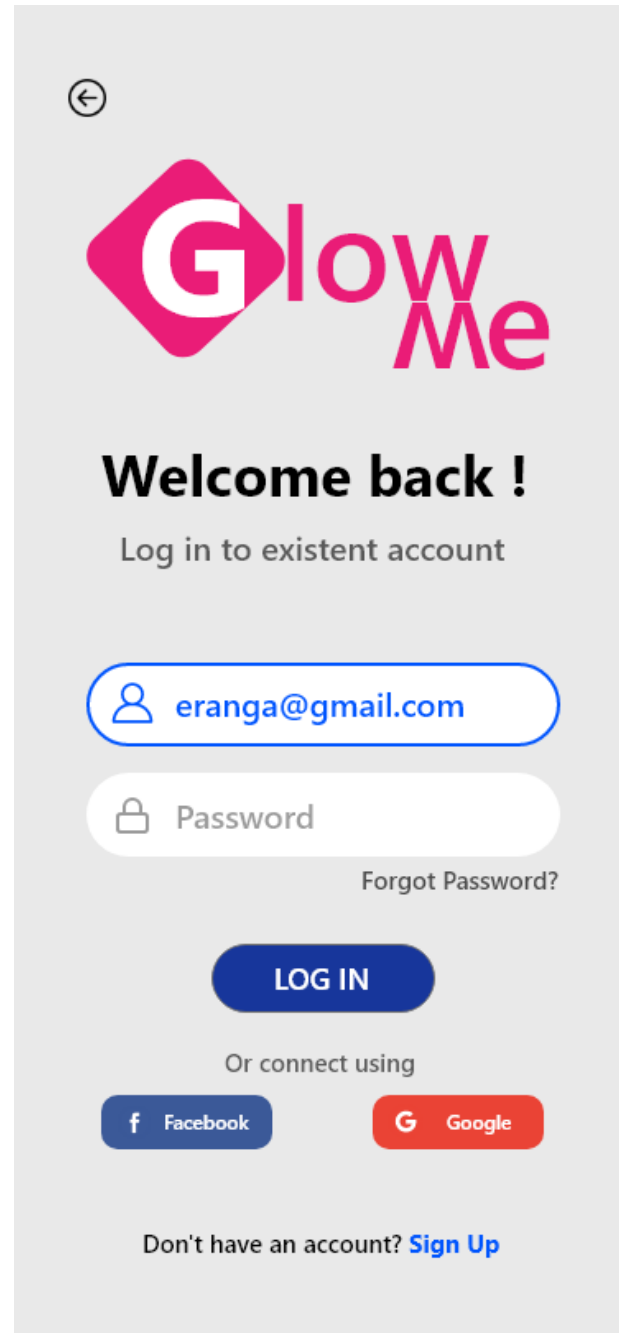 Glow
Me
Welcome back !
Log in to existent account
eranga@gmail.com
Password
Forgot Password?
LOG IN
Or connect using
f Facebook
G Google
Don't have an account? Sign Up